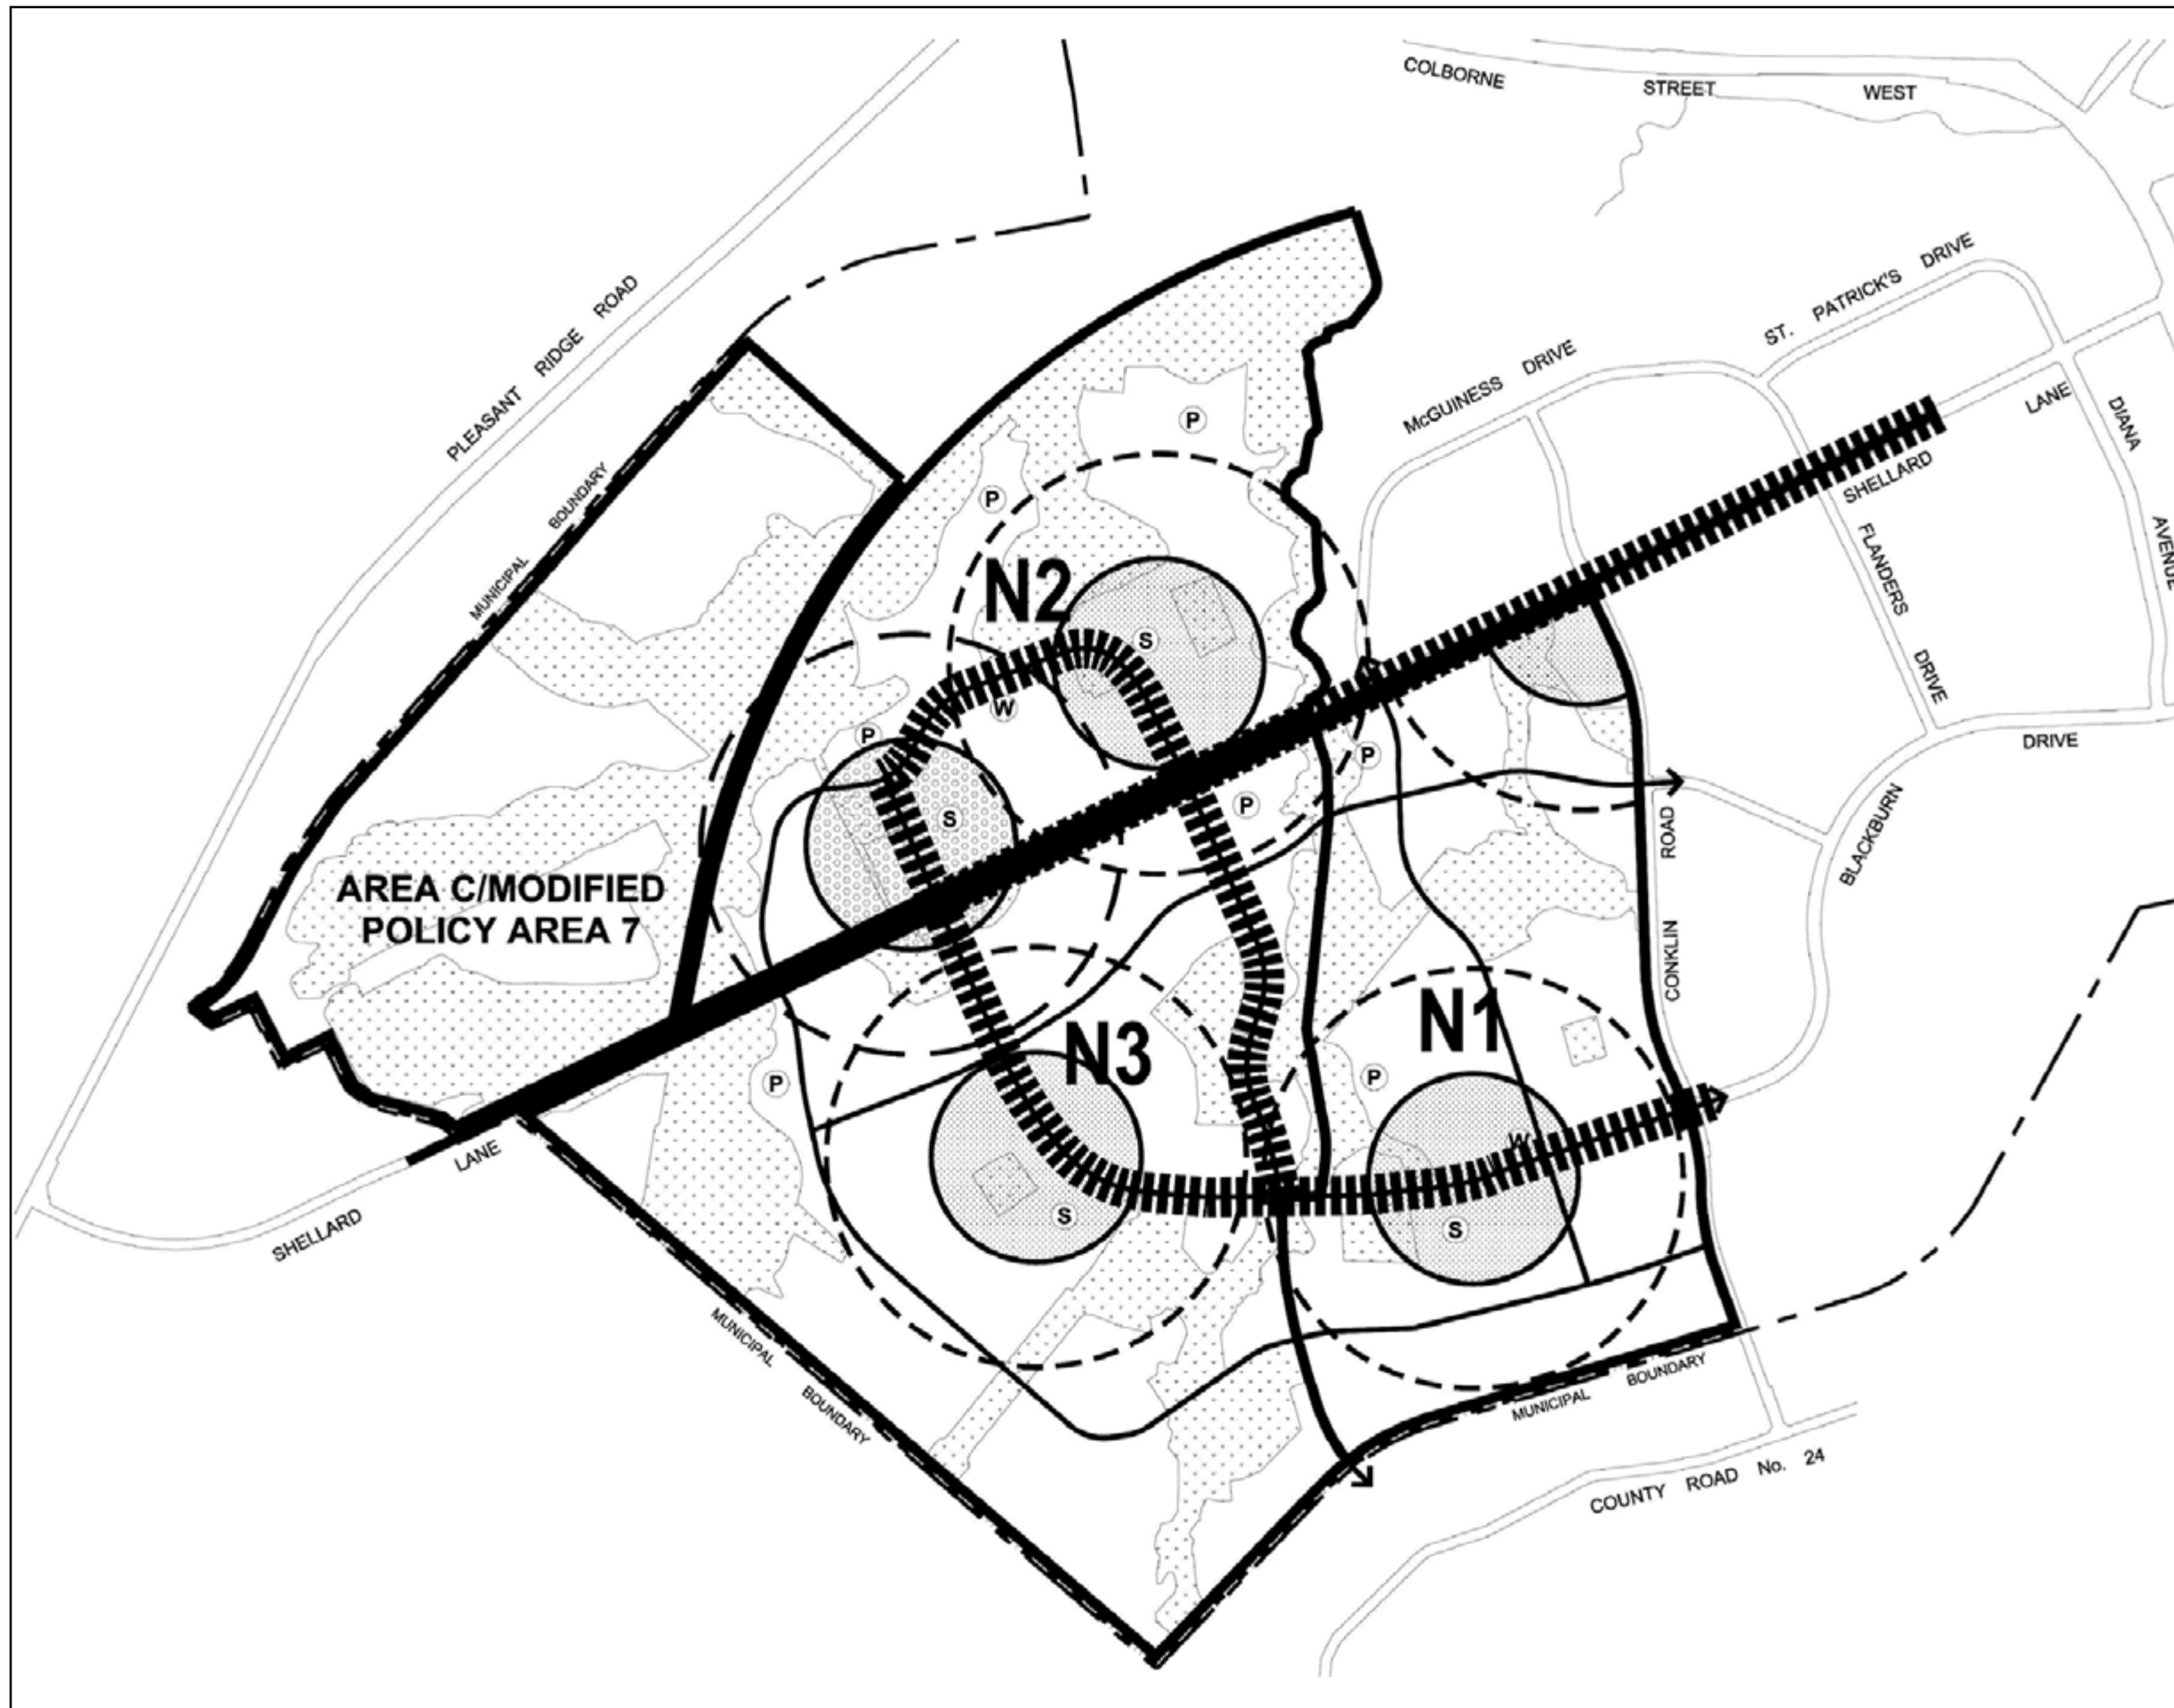 COLBORNE STREET WEST
PLEASANT RIDGE ROAD
ST. PATRICK'S DRIVE
McGUINESS DRIVE
LANE
DIANA
AVENUE
SHELLARD
MUNICIPAL BOUNDARY
P
P
FLANDERS DRIVE
N2
S
W
P
P
DRIVE
P
S
ROAD
BLACKBURN
AREA C/MODIFIED
POLICY AREA 7
CONKLIN
N1
N3
P
P
W
LANE
S
S
SHELLARD
MUNICIPAL BOUNDARY
MUNICIPAL BOUNDARY
COUNTY ROAD No. 24